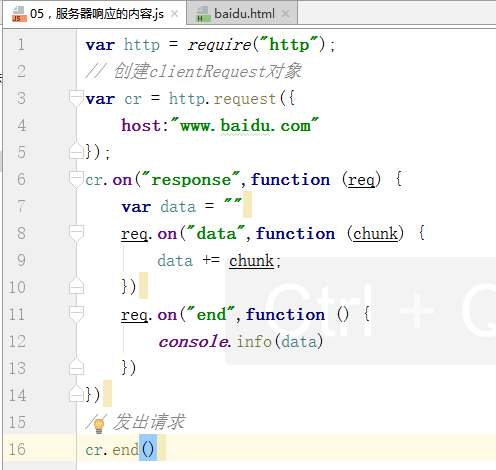 05，服务器响应的内容.js
baidu.html
1 var http = require("http");
2 // 创建clientRequest对象
3 var cr = http.request({
4 host:"www.baidu.com"
5 });
6 cr.on("response",function (req) {
7 var data = ""
8 req.on("data",function (chunk) {
9 data += chunk;
10 })
11 req.on("end",function () {
12 console.info(data)
13 })
14 })
15 // 发出请求
16 cr.end()
Ctrl + Q